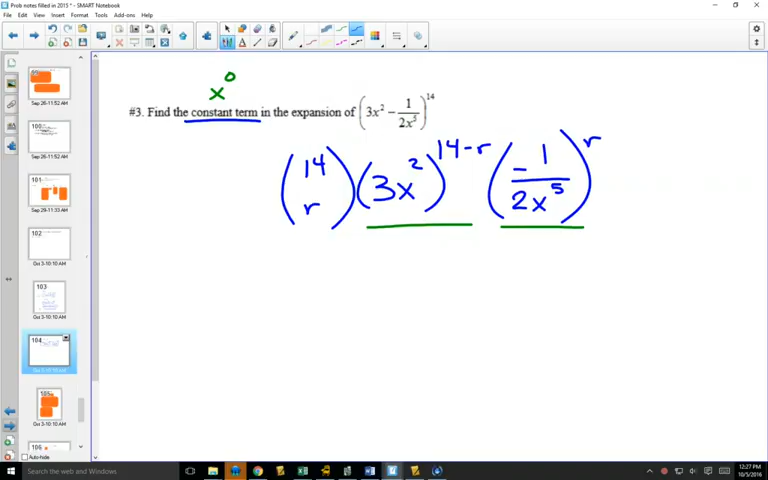 Prob notes filled in 2015 * - SMART Notebook
File Edit View Insert Format Tools Add-ons Help
x^0
#3. Find the constant term in the expansion of (3x² − 1/(2x⁵))^14
(14 r) (3x²)^(14-r) (-1/(2x⁵))^r
99
Sep 26-11:52 AM
100
Sep 26-11:52 AM
101
Sep 29-11:33 AM
102
Oct 3-10:10 AM
103
Oct 3-10:10 AM
104
105
Oct 3-10:10 AM
106
Auto-hide
Search the web and Windows
12:27 PM
10/5/2016